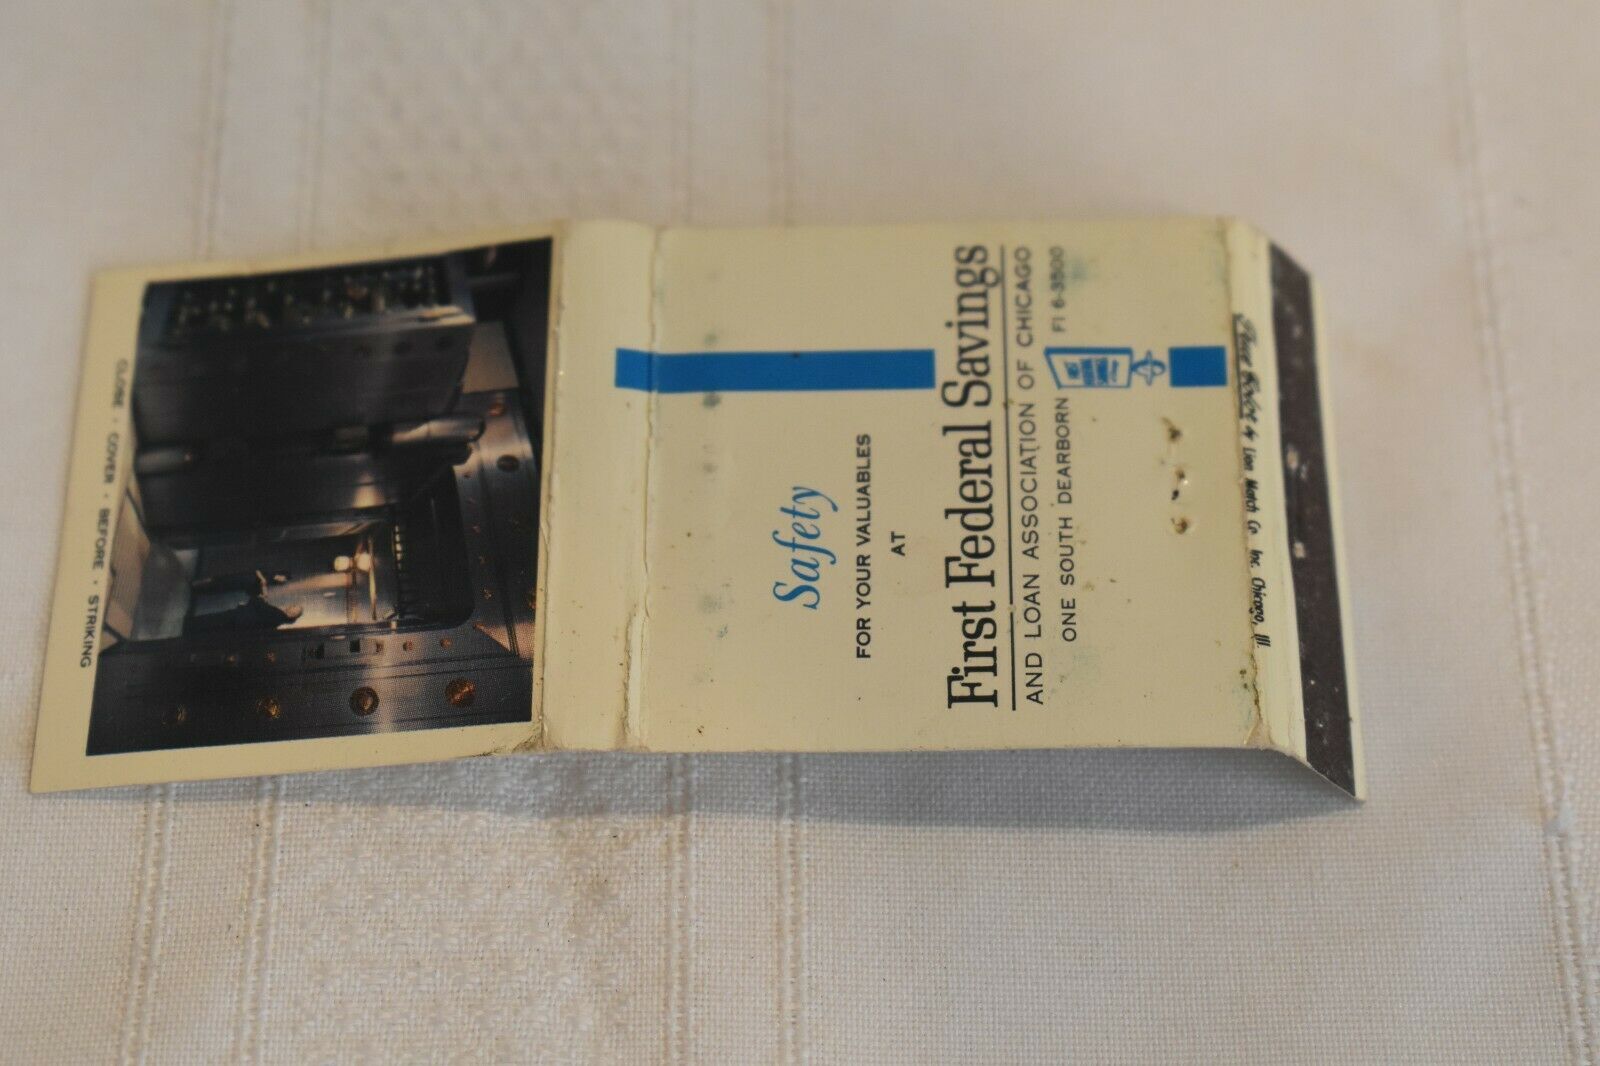 CLOSE · COVER · BEFORE · STRIKING
Safety
FOR YOUR VALUABLES
AT
First Federal Savings
AND LOAN ASSOCIATION OF CHICAGO
ONE SOUTH DEARBORN FI 6-3500
by Lion Match Co. Inc. Chicago, Ill